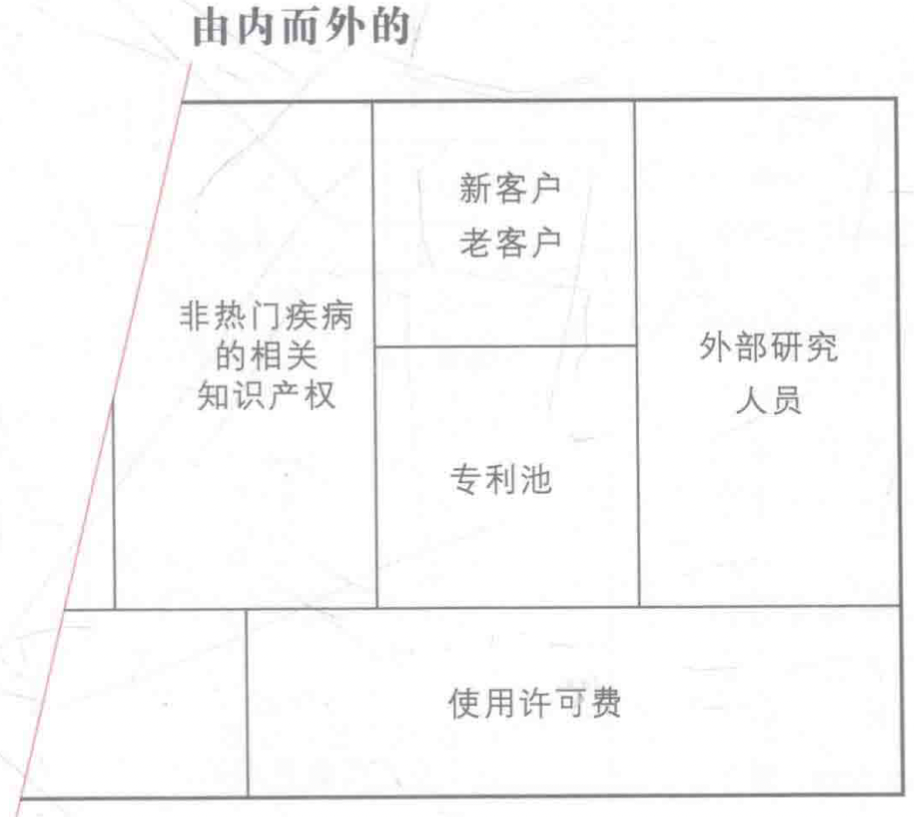 由内而外的
非热门疾病
的相关
知识产权
新客户
老客户
专利池
外部研究
人员
使用许可费